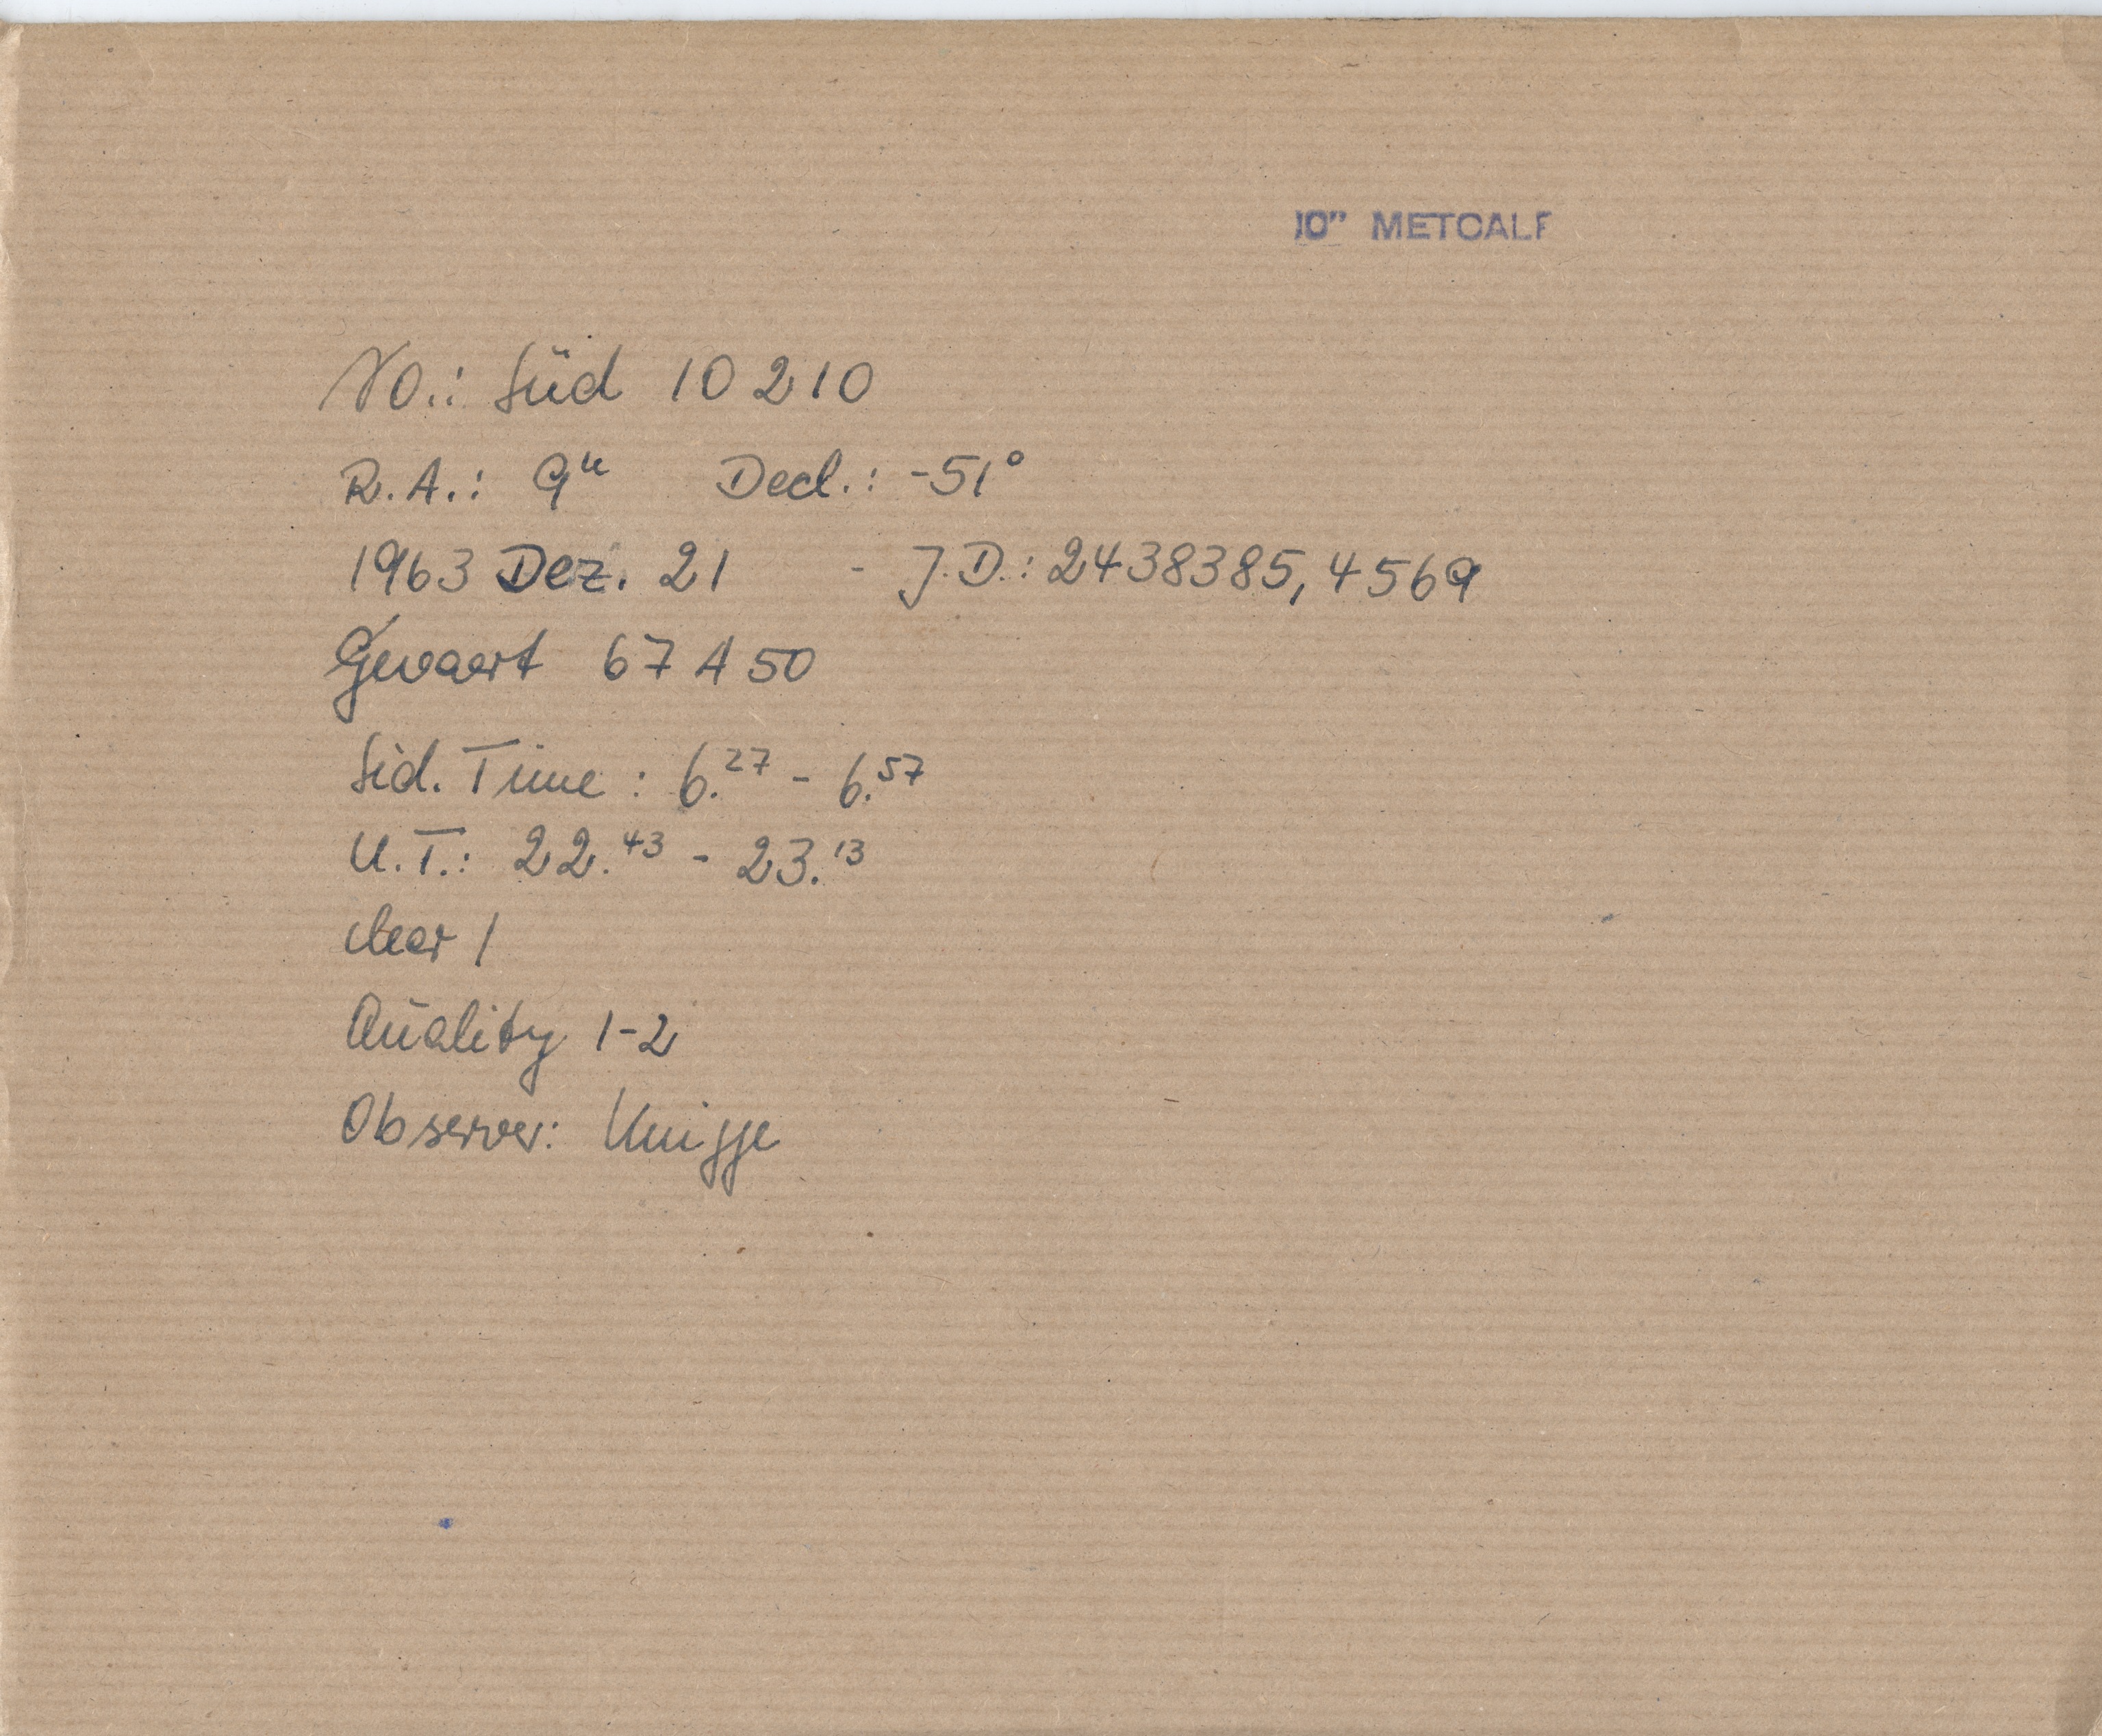 10" METCALF
No.: Süd 10210
R.A.: 9h Decl.: -51°
1963 Dez. 21 - J.D.: 2438385,4569
Gevaert 67 A 50
Sid. Time: 6.27 - 6.57
U.T.: 22.43 - 23.13
clear 1
Quality 1-2
Observer: Knigge